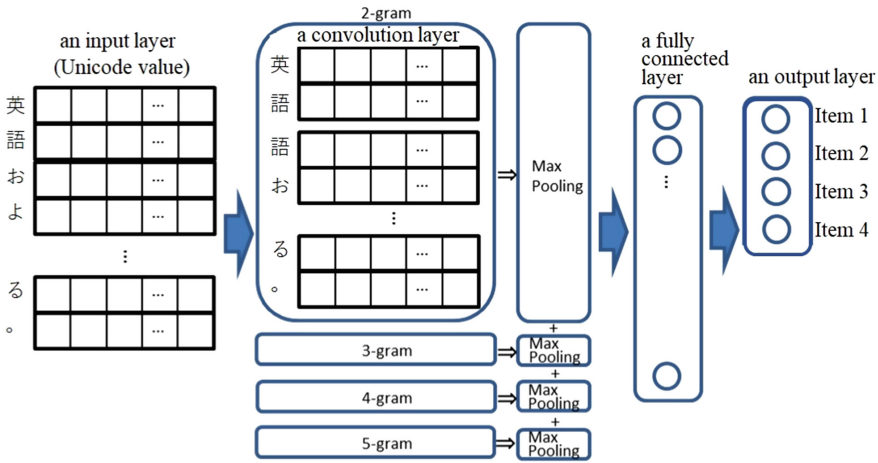 an input layer
(Unicode value)
英
語
お
よ
...
...
...
...
⋮
る
。
...
...
2-gram
a convolution layer
英
語
...
...
語
お
...
...
...
る
。
...
...
⇒
Max
Pooling
+
3-gram
⇒
Max
Pooling
+
4-gram
⇒
Max
Pooling
+
5-gram
⇒
Max
Pooling
a fully
connected
layer
...
an output layer
Item 1
Item 2
Item 3
Item 4